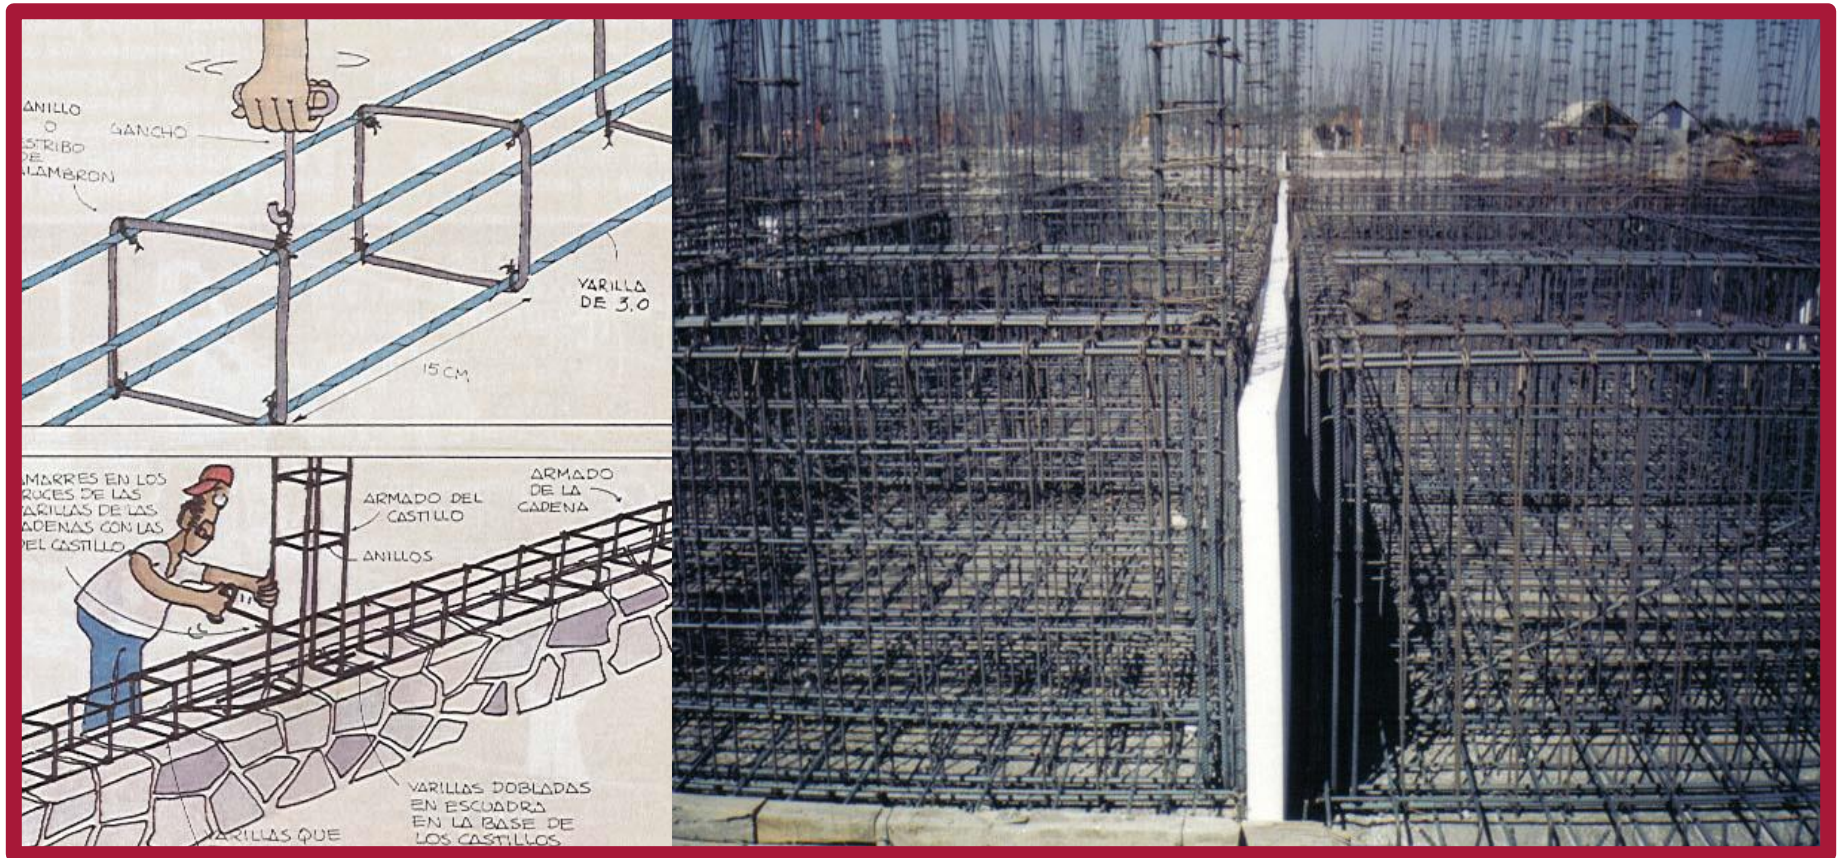 ANILLO
O
ESTRIBO
DE
ALAMBRON
GANCHO
VARILLA
DE 3.0
15 CM.
AMARRES EN LOS
RUCES DE LAS
ARILLAS DE LAS
ADENAS CON LAS
DEL CASTILLO
ARMADO DEL
CASTILLO
ANILLOS
ARMADO
DE LA
CADENA
VARILLAS DOBLADAS
EN ESCUADRA
EN LA BASE DE
LOS CASTILLOS
VARILLAS QUE